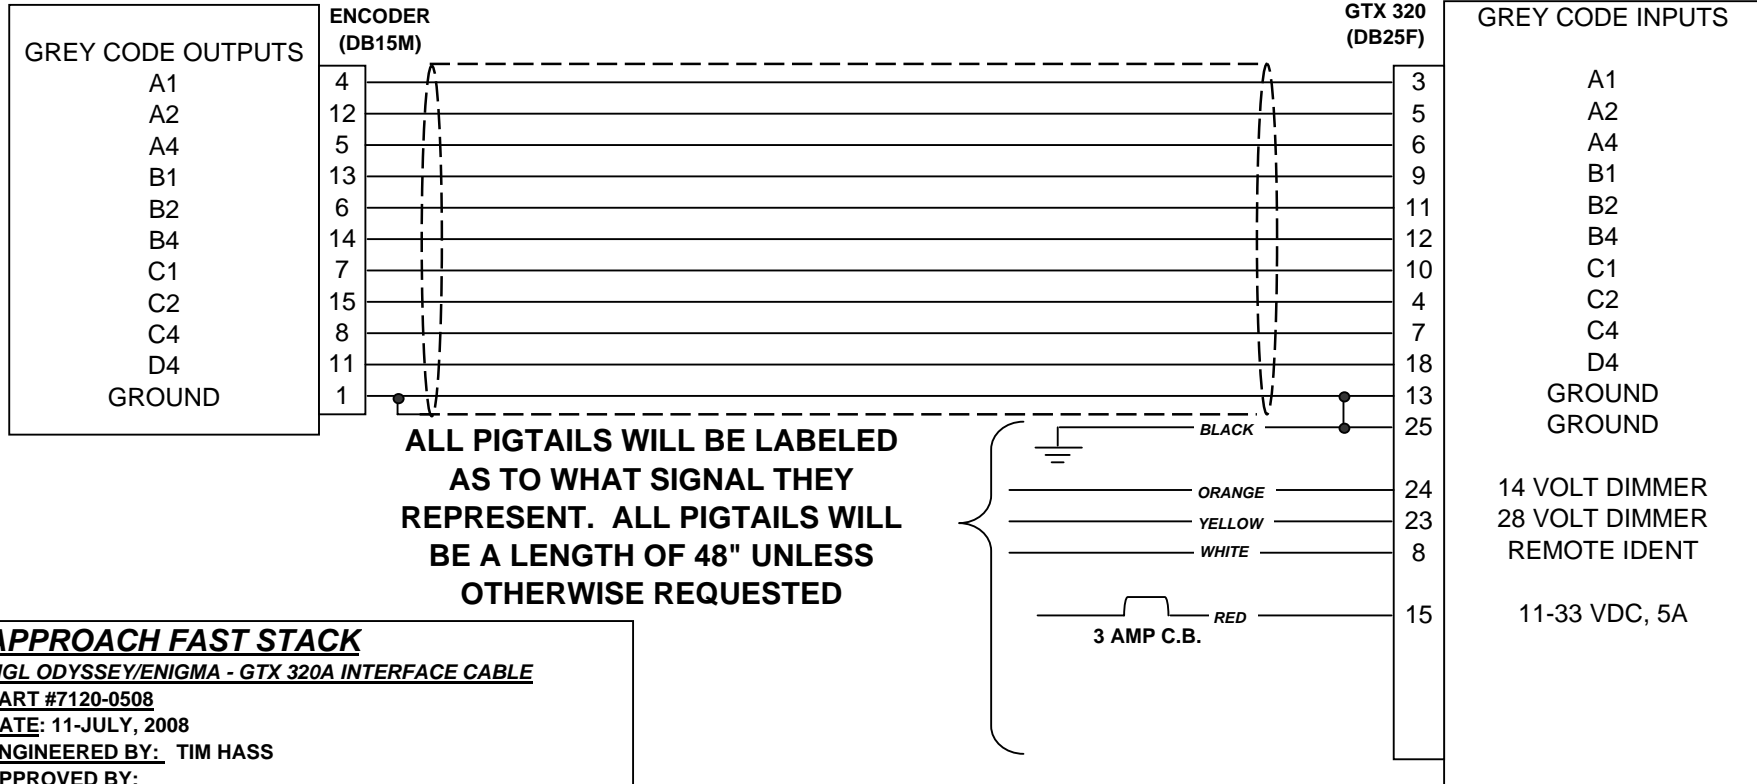 ENCODER
(DB15M)
GTX 320
(DB25F)
GREY CODE OUTPUTS
GREY CODE INPUTS
A1 4 3 A1
A2 12 5 A2
A4 5 6 A4
B1 13 9 B1
B2 6 11 B2
B4 14 12 B4
C1 7 10 C1
C2 15 4 C2
C4 8 7 C4
D4 11 18 D4
GROUND 1 13 GROUND
BLACK 25 GROUND
ORANGE 24 14 VOLT DIMMER
YELLOW 23 28 VOLT DIMMER
WHITE 8 REMOTE IDENT
RED 15 11-33 VDC, 5A
3 AMP C.B.
ALL PIGTAILS WILL BE LABELED
AS TO WHAT SIGNAL THEY
REPRESENT. ALL PIGTAILS WILL
BE A LENGTH OF 48" UNLESS
OTHERWISE REQUESTED
APPROACH FAST STACK
ODYSSEY/ENIGMA - GTX 320A INTERFACE CABLE
ART #7120-0508
ATE: 11-JULY, 2008
NGINEERED BY: TIM HASS
PPROVED BY: